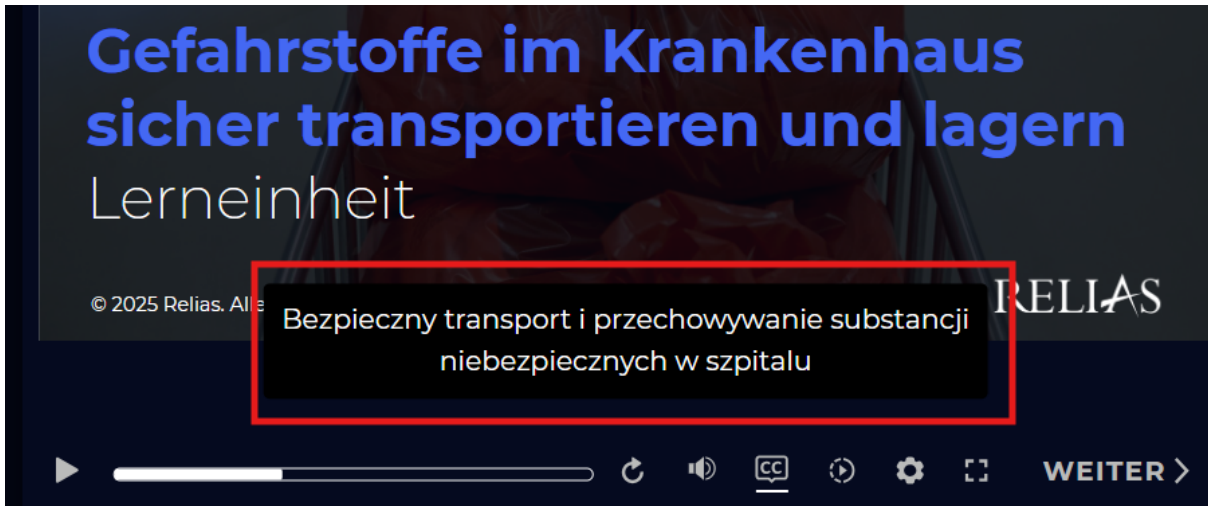 Gefahrstoffe im Krankenhaus
sicher transportieren und lagern
Lerneinheit
© 2025 Relias.
RELIAS
Bezpieczny transport i przechowywanie substancji
niebezpiecznych w szpitalu
CC
WEITER